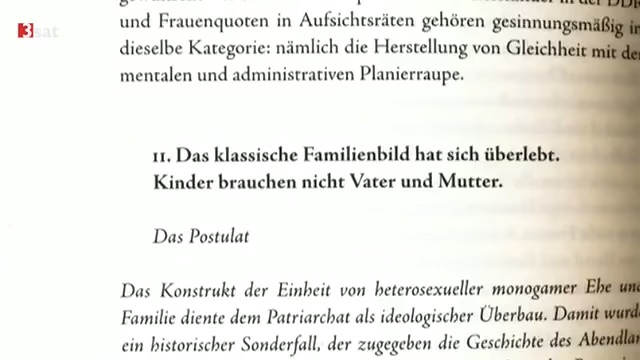 3sat
und Frauenquoten in Aufsichtsräten gehören gesinnungsmäßig in
dieselbe Kategorie: nämlich die Herstellung von Gleichheit mit der
mentalen und administrativen Planierraupe.
11. Das klassische Familienbild hat sich überlebt.
Kinder brauchen nicht Vater und Mutter.
Das Postulat
Das Konstrukt der Einheit von heterosexueller monogamer Ehe und
Familie diente dem Patriarchat als ideologischer Überbau. Damit wurde
ein historischer Sonderfall, der zugegeben die Geschichte des Abendlan